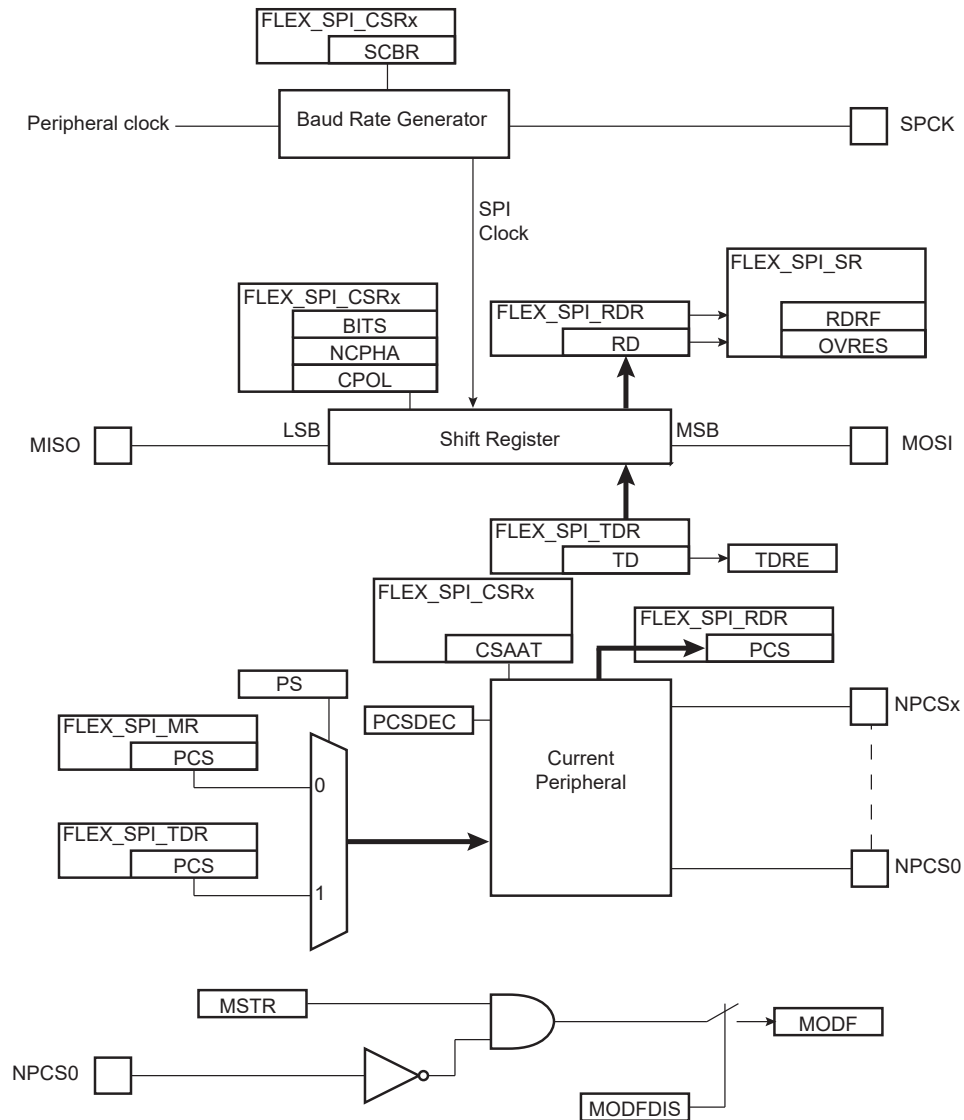 FLEX_SPI_CSRx
SCBR
Peripheral clock
Baud Rate Generator
SPCK
SPI
Clock
FLEX_SPI_SR
FLEX_SPI_CSRx
FLEX_SPI_RDR
BITS
RDRF
NCPHA
RD
OVRES
CPOL
MISO
LSB
Shift Register
MSB
MOSI
FLEX_SPI_TDR
TD
TDRE
FLEX_SPI_CSRx
FLEX_SPI_RDR
CSAAT
PCS
PS
PCSDEC
NPCSx
FLEX_SPI_MR
PCS
0
Current
Peripheral
FLEX_SPI_TDR
PCS
1
NPCS0
MSTR
MODF
NPCS0
MODFDIS